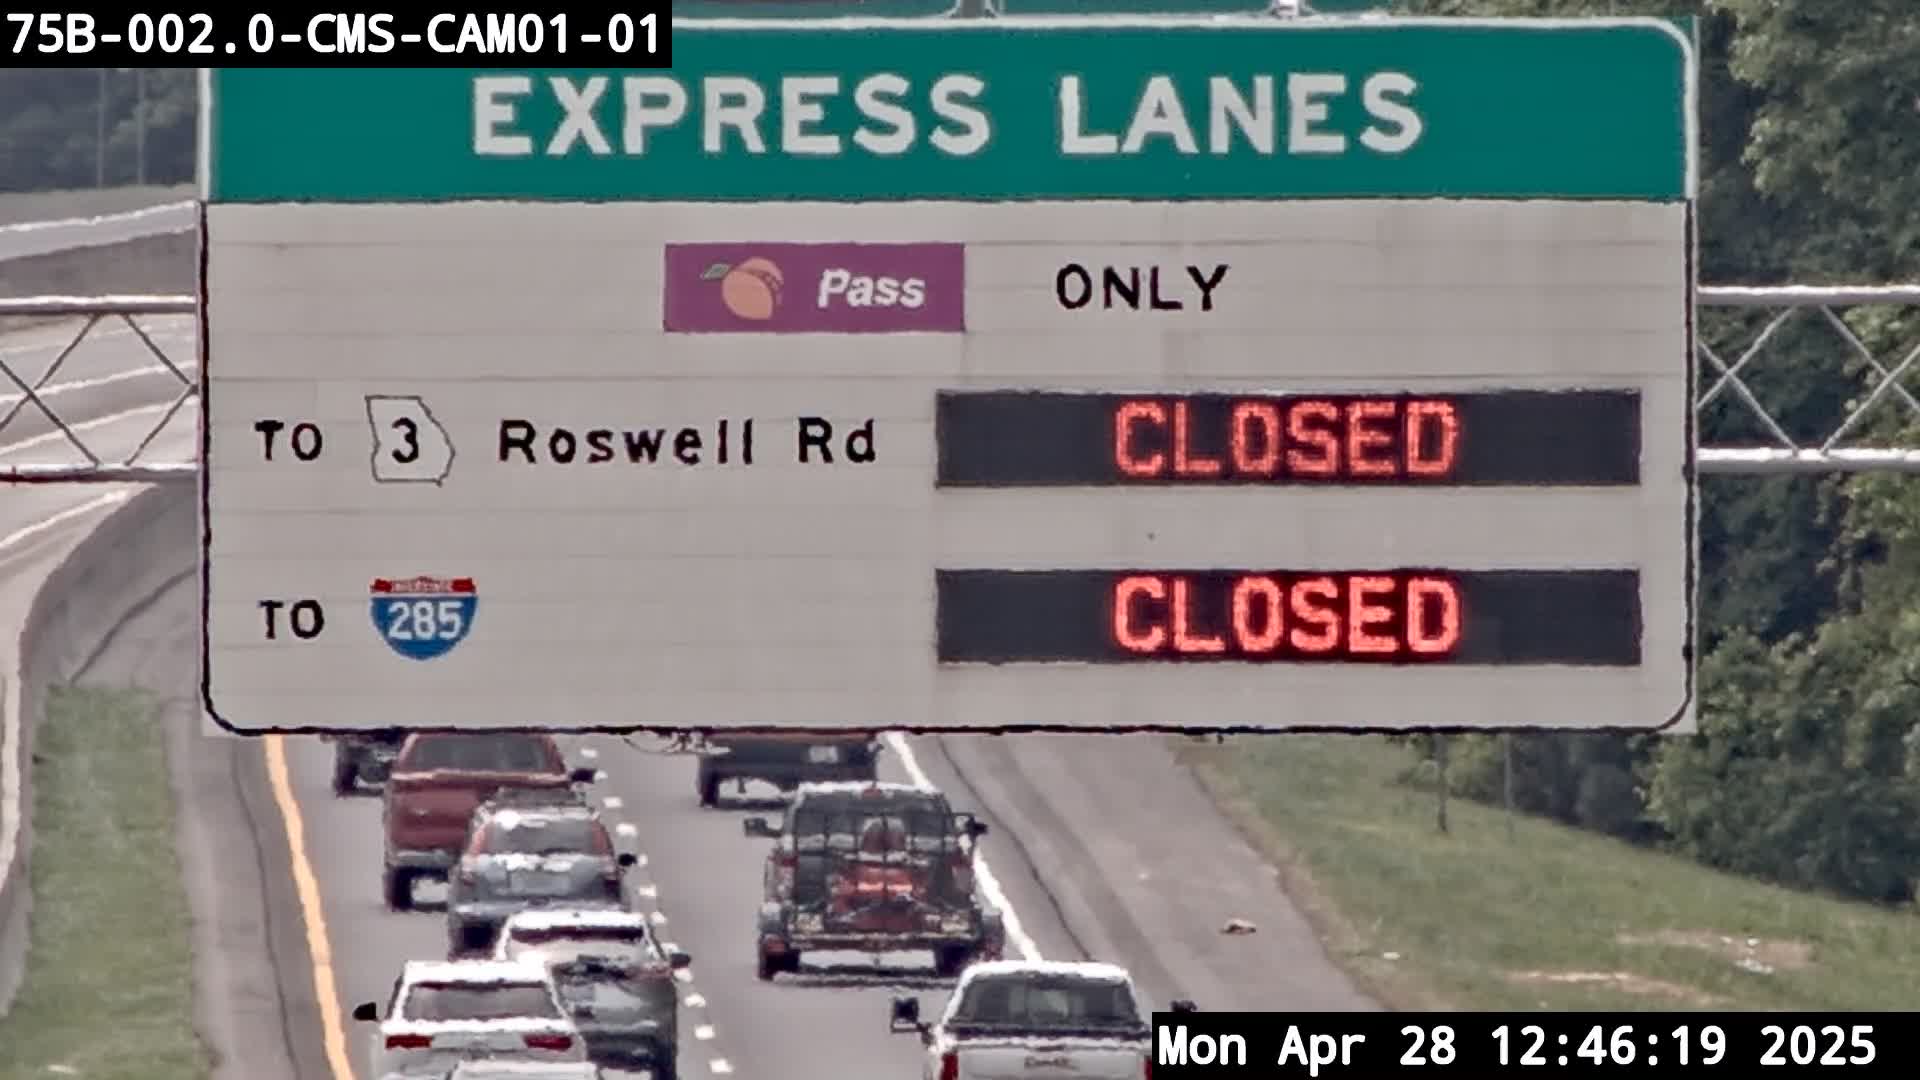 75B-002.0-CMS-CAM01-01
EXPRESS LANES
Pass ONLY
TO 3 Roswell Rd CLOSED
INTERSTATE
TO 285 CLOSED
Mon Apr 28 12:46:19 2025